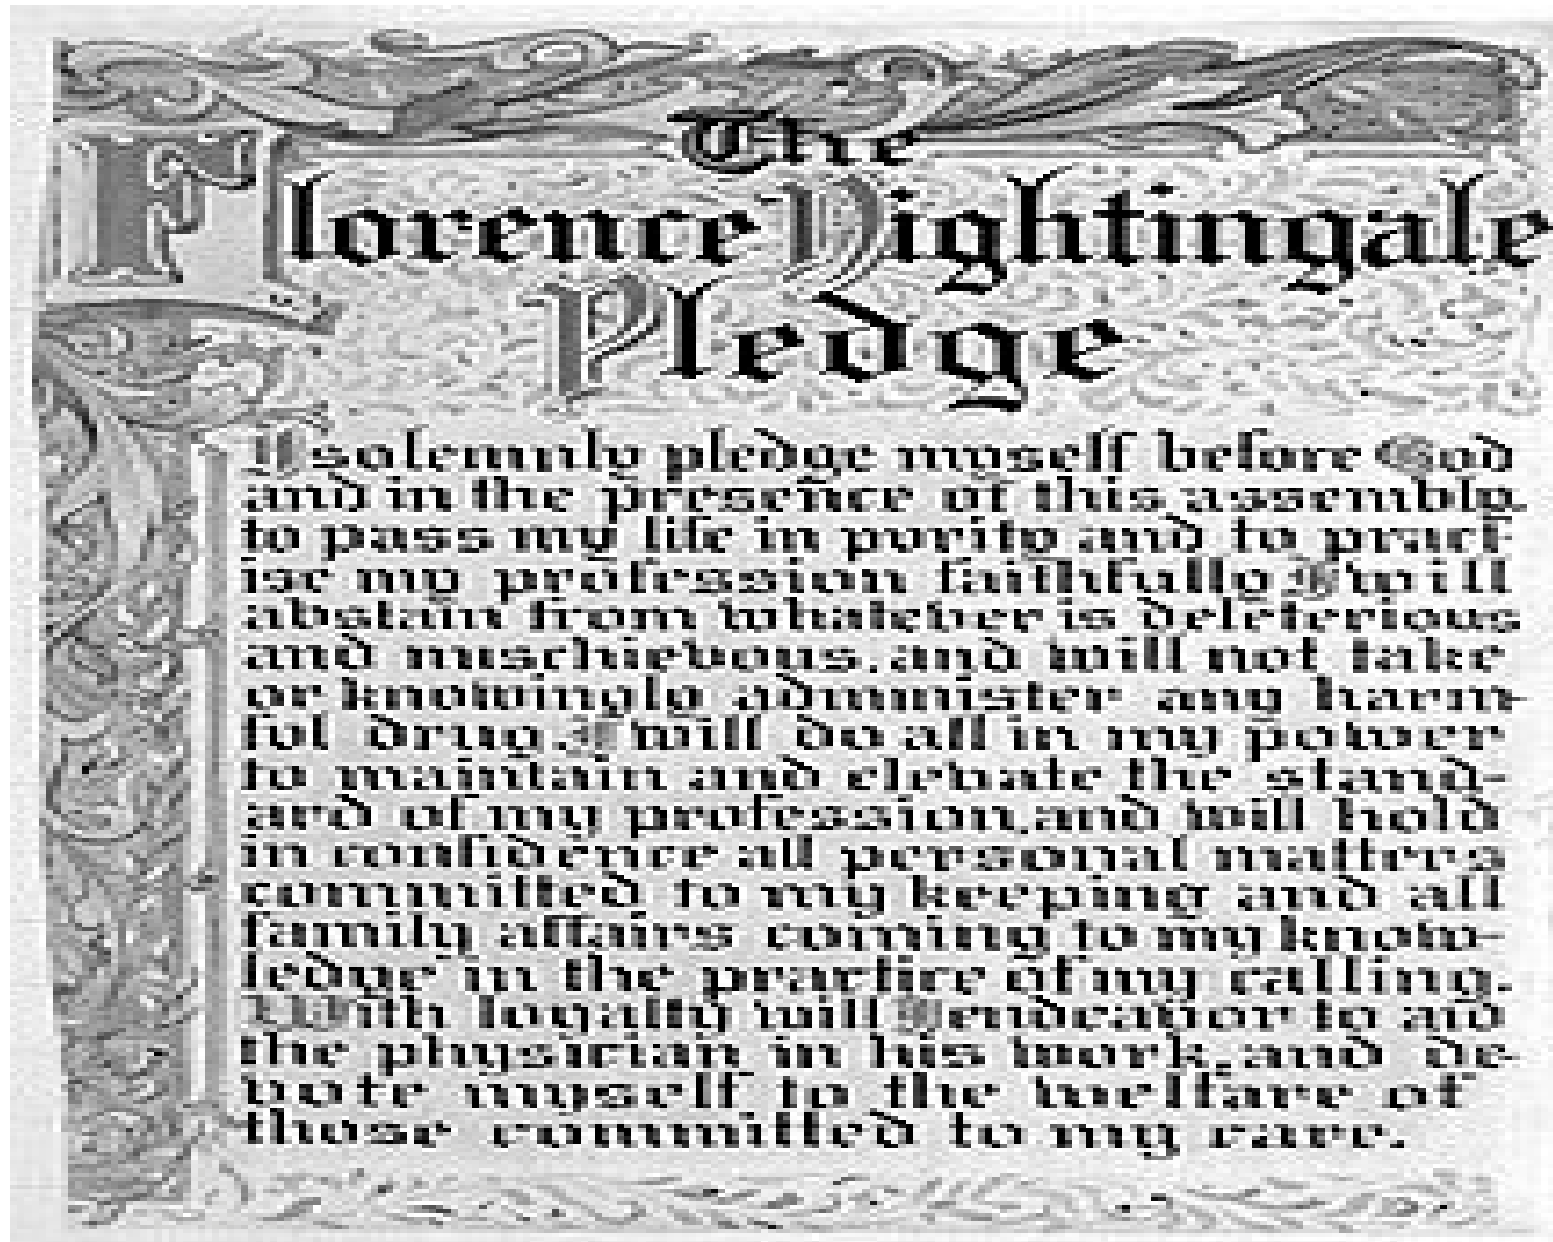 The
Florence Nightingale
Pledge
I solemnly pledge myself before God
and in the presence of this assembly
to pass my life in purity and to pract
ise my profession faithfully I will
abstain from whatever is deleterious
and mischievous, and will not take
or knowingly administer any harm-
ful drug. I will do all in my power
to maintain and elevate the stand-
ard of my profession, and will hold
in confidence all personal matters
committed to my keeping and all
family affairs coming to my know-
ledge in the practice of my calling.
With loyalty will I endeavor to aid
the physician in his work, and de-
vote myself to the welfare of
those committed to my care.